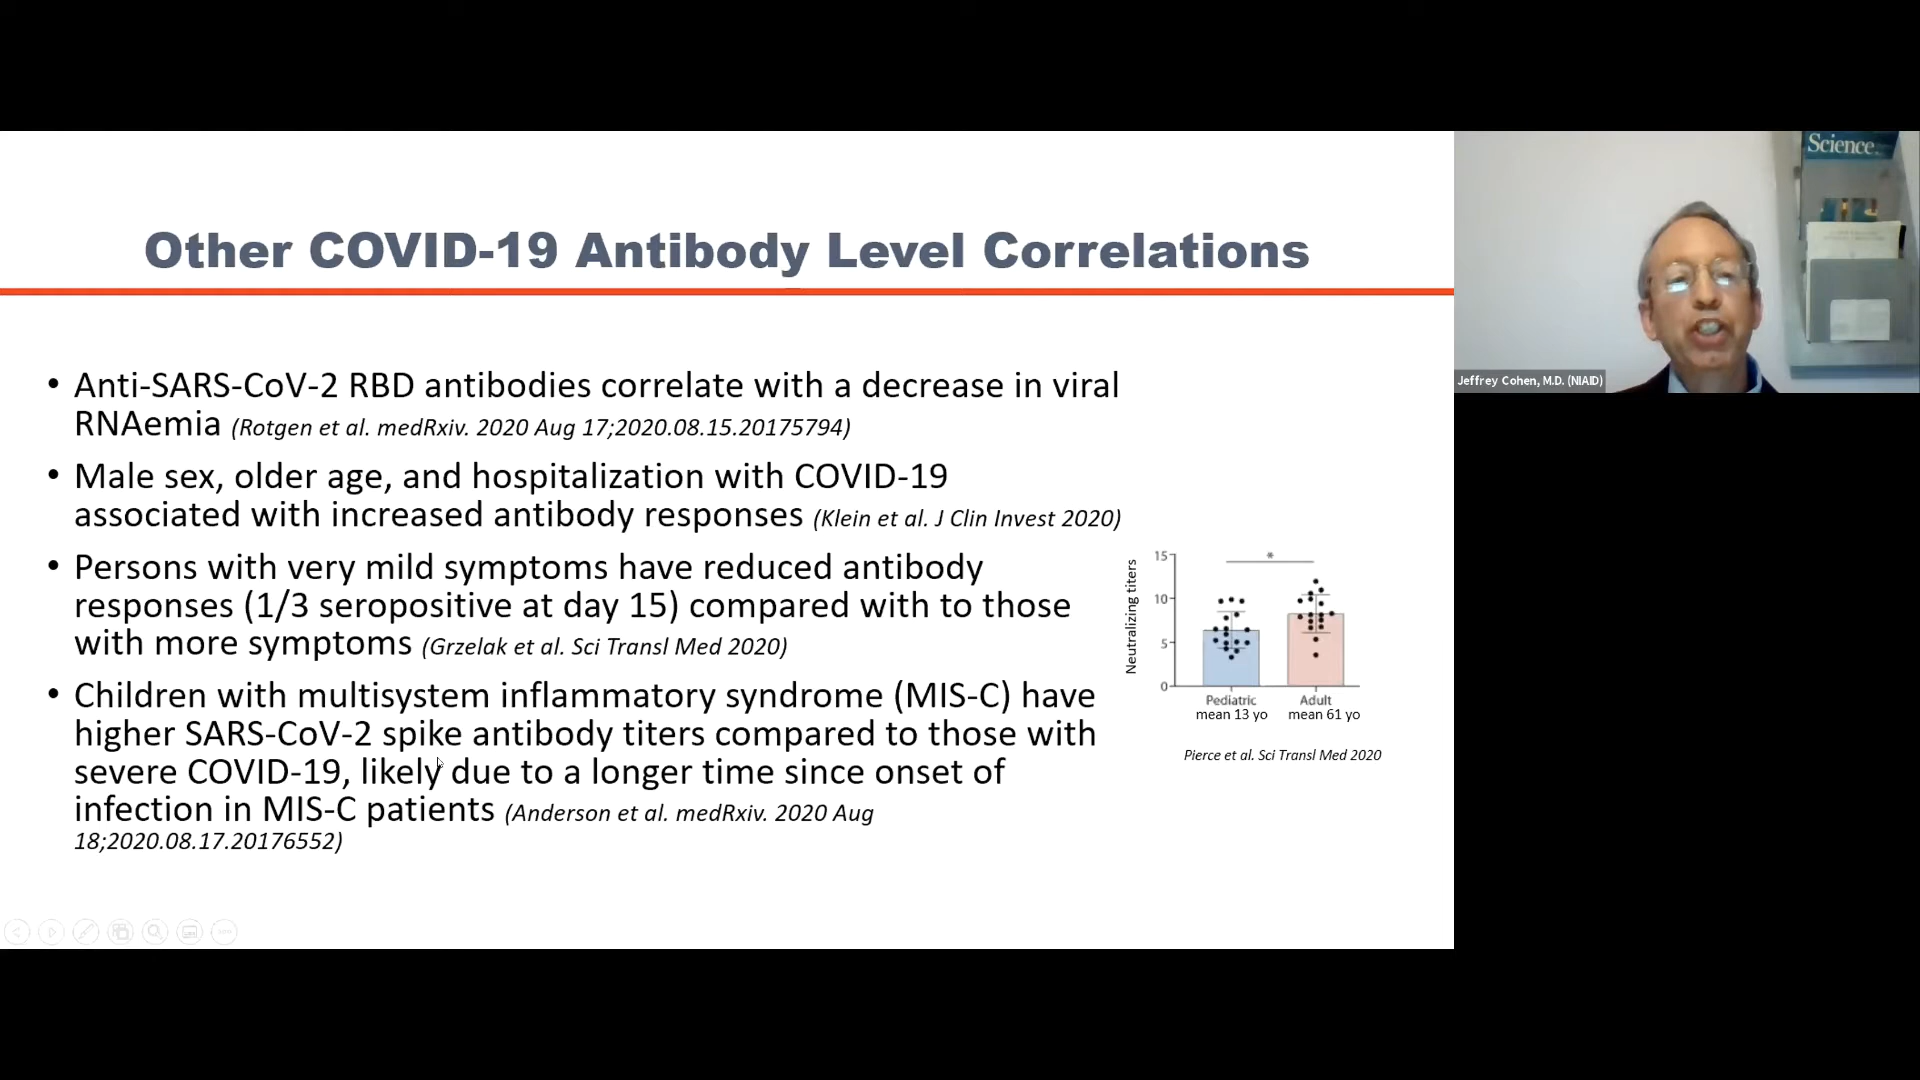 Science
Other COVID-19 Antibody Level Correlations
Jeffrey Cohen, M.D. (NIAID)
• Anti-SARS-CoV-2 RBD antibodies correlate with a decrease in viral
RNAemia (Rotgen et al. medRxiv. 2020 Aug 17;2020.08.15.20175794)
• Male sex, older age, and hospitalization with COVID-19
associated with increased antibody responses (Klein et al. J Clin Invest 2020)
• Persons with very mild symptoms have reduced antibody
responses (1/3 seropositive at day 15) compared with to those
with more symptoms (Grzelak et al. Sci Transl Med 2020)
• Children with multisystem inflammatory syndrome (MIS-C) have
higher SARS-CoV-2 spike antibody titers compared to those with
severe COVID-19, likely due to a longer time since onset of
infection in MIS-C patients (Anderson et al. medRxiv. 2020 Aug
18;2020.08.17.20176552)
Neutralizing titers
15
10
5
0
*
Pediatric Adult
mean 13 yo mean 61 yo
Pierce et al. Sci Transl Med 2020